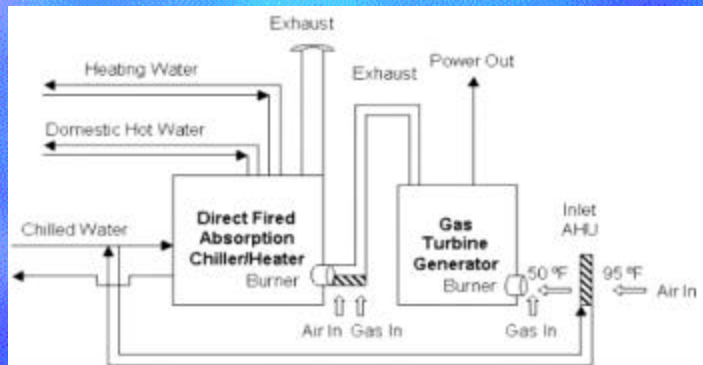 Exhaust
Heating Water
Exhaust
Power Out
Domestic Hot Water
Chilled Water
Direct Fired
Absorption
Chiller/Heater
Burner
Air In
Gas In
Gas
Turbine
Generator
Burner
Inlet
AHU
50 ºF
95 ºF
Air In
Gas In